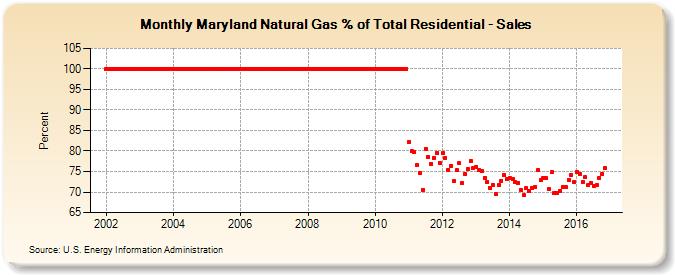 Monthly Maryland Natural Gas % of Total Residential - Sales
Percent
105
100
95
90
85
80
75
70
65
2002 2004 2006 2008 2010 2012 2014 2016
Source: U.S. Energy Information Administration